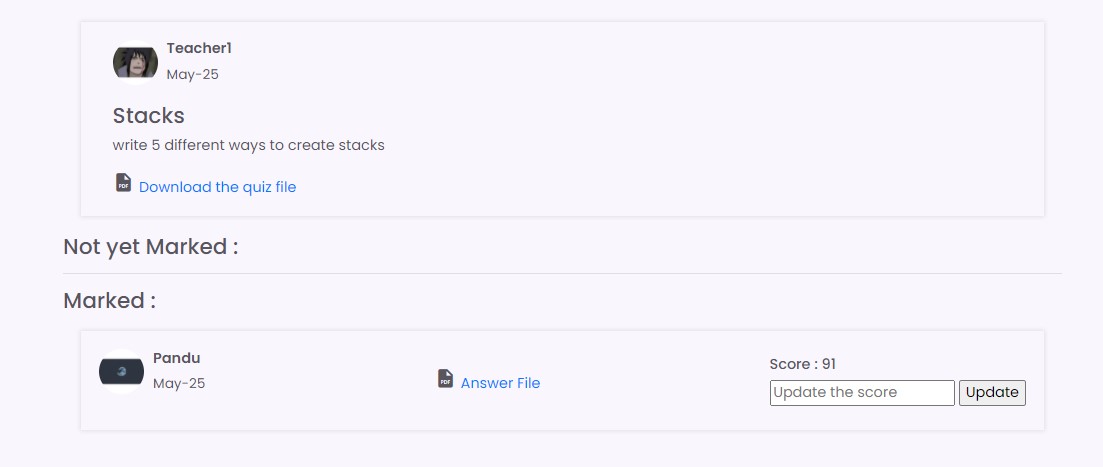 Teacher1
May-25
Stacks
write 5 different ways to create stacks
PDF Download the quiz file
Not yet Marked :
Marked :
Pandu
May-25
PDF Answer File
Score : 91
Update the score Update